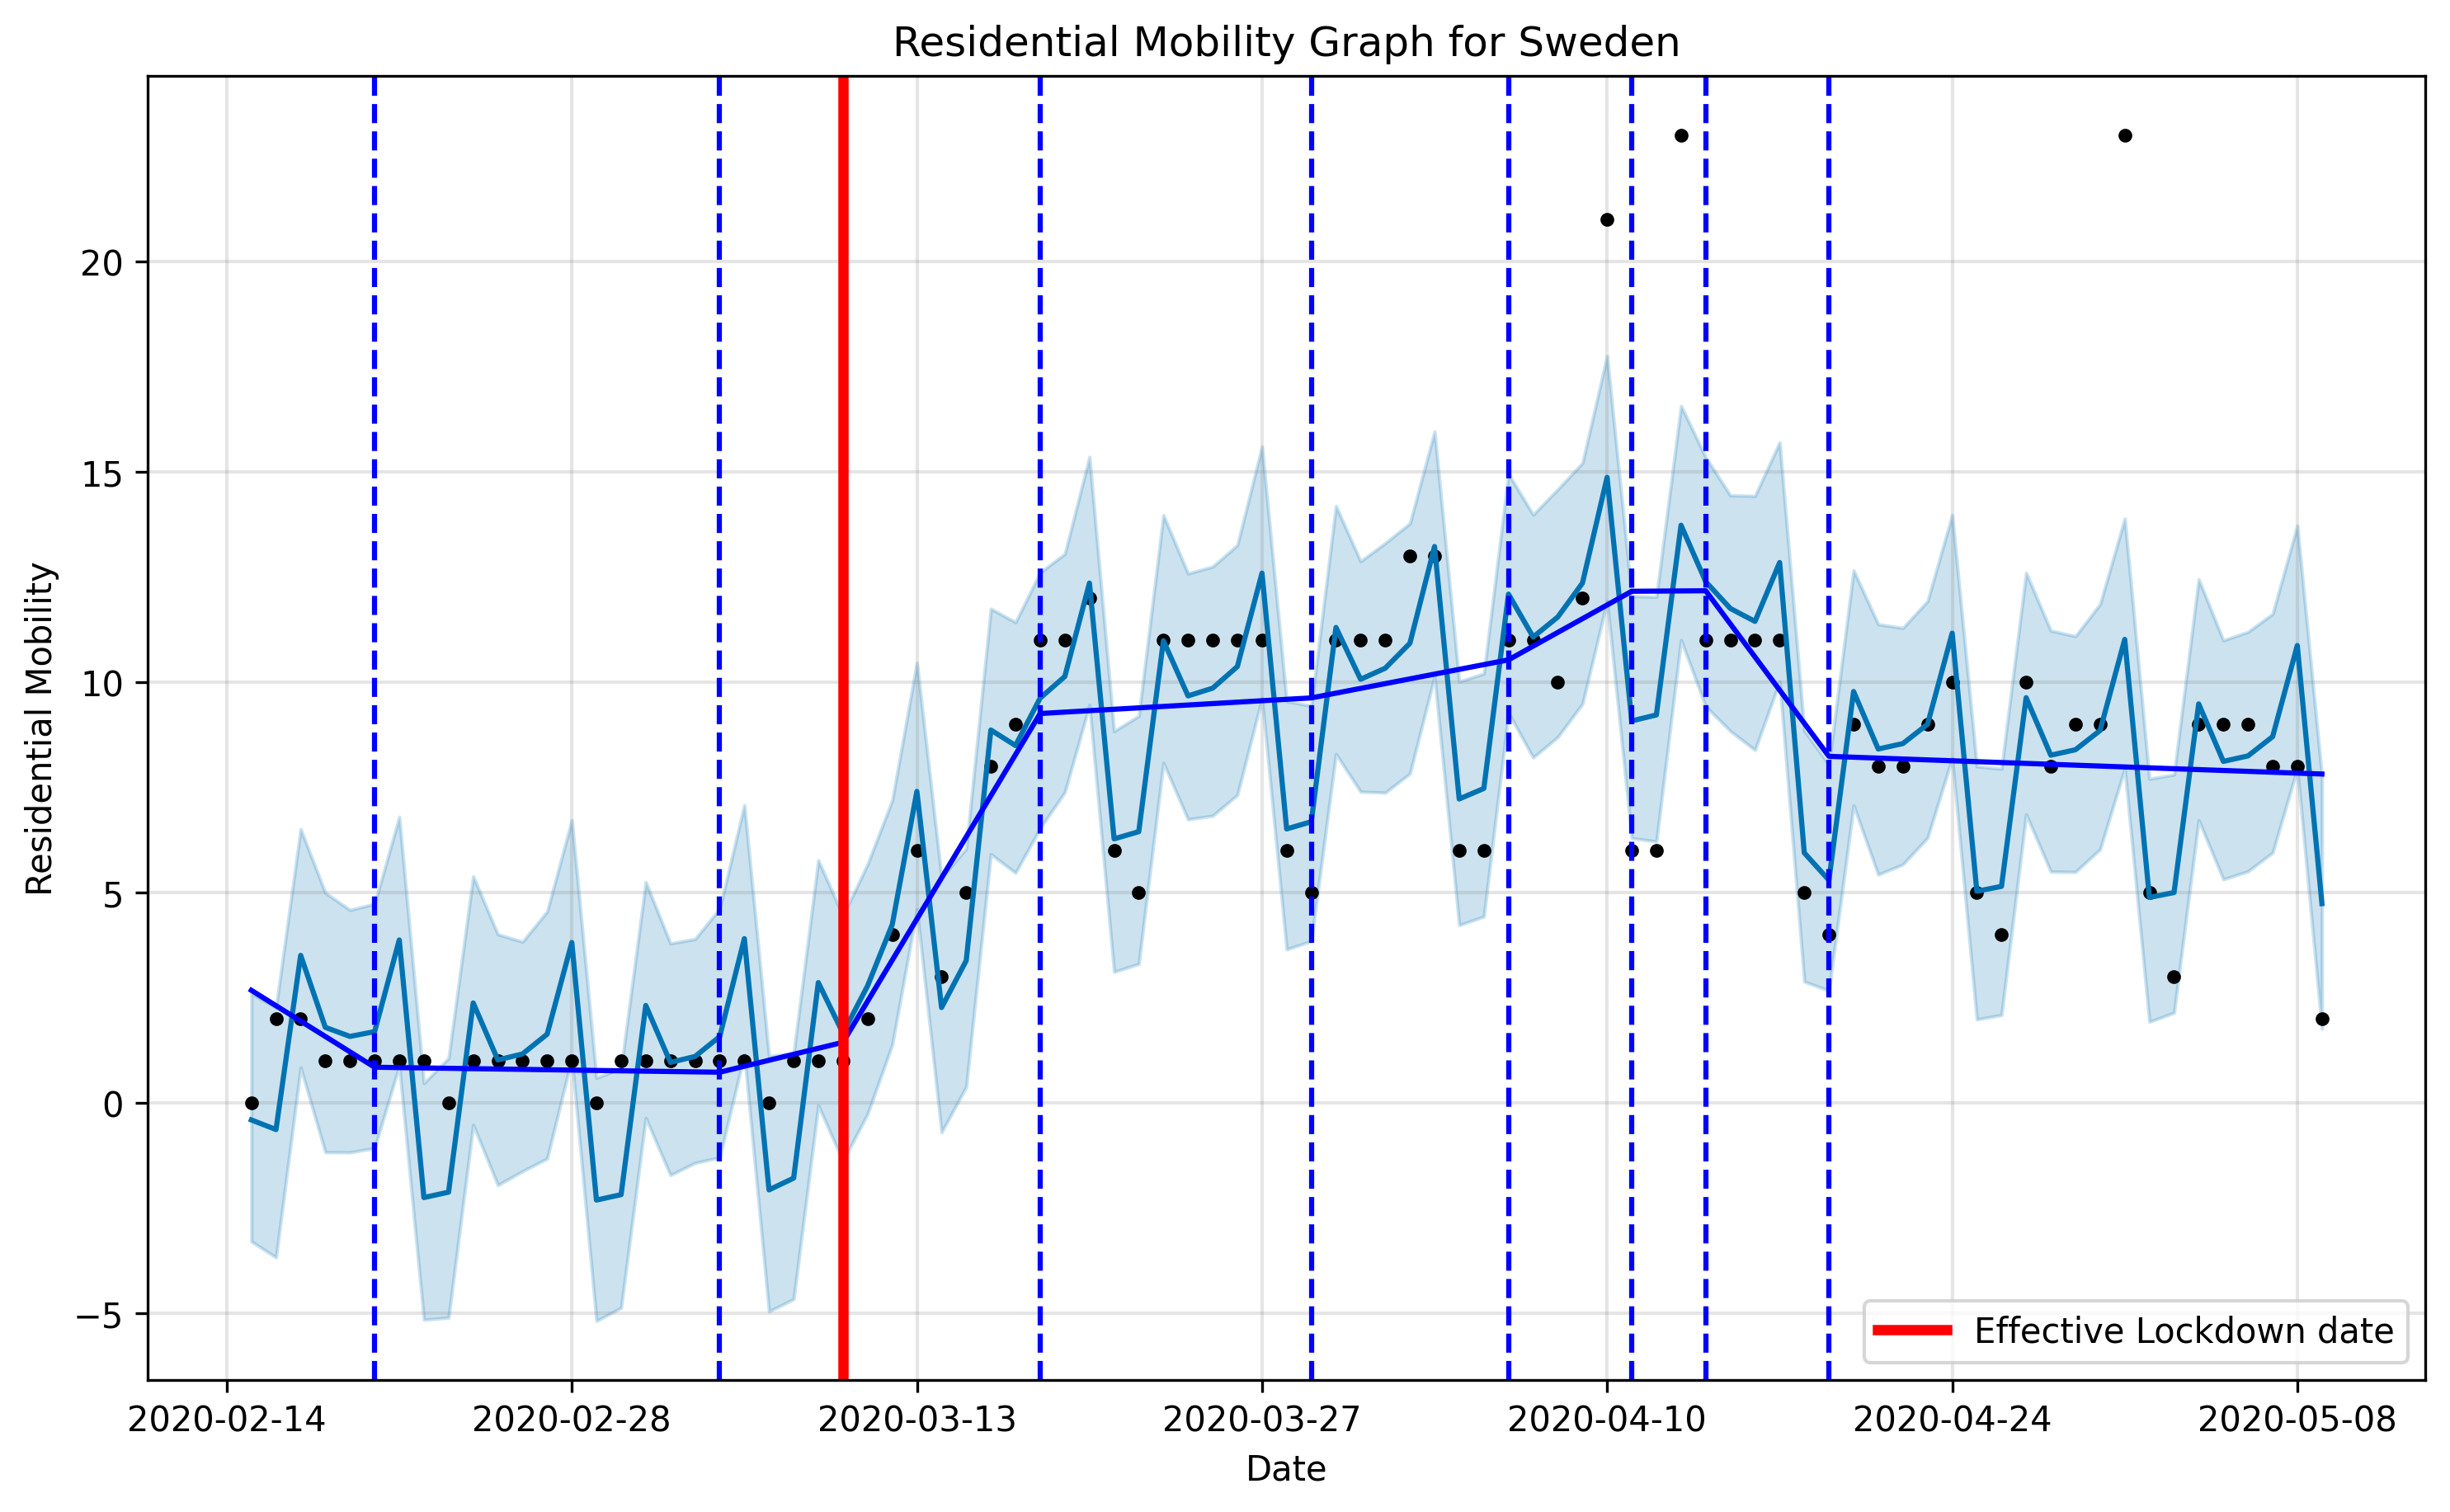 Residential Mobility Graph for Sweden
Residential Mobility
20
15
10
5
0
−5
Effective Lockdown date
2020-02-14 2020-02-28 2020-03-13 2020-03-27 2020-04-10 2020-04-24 2020-05-08
Date